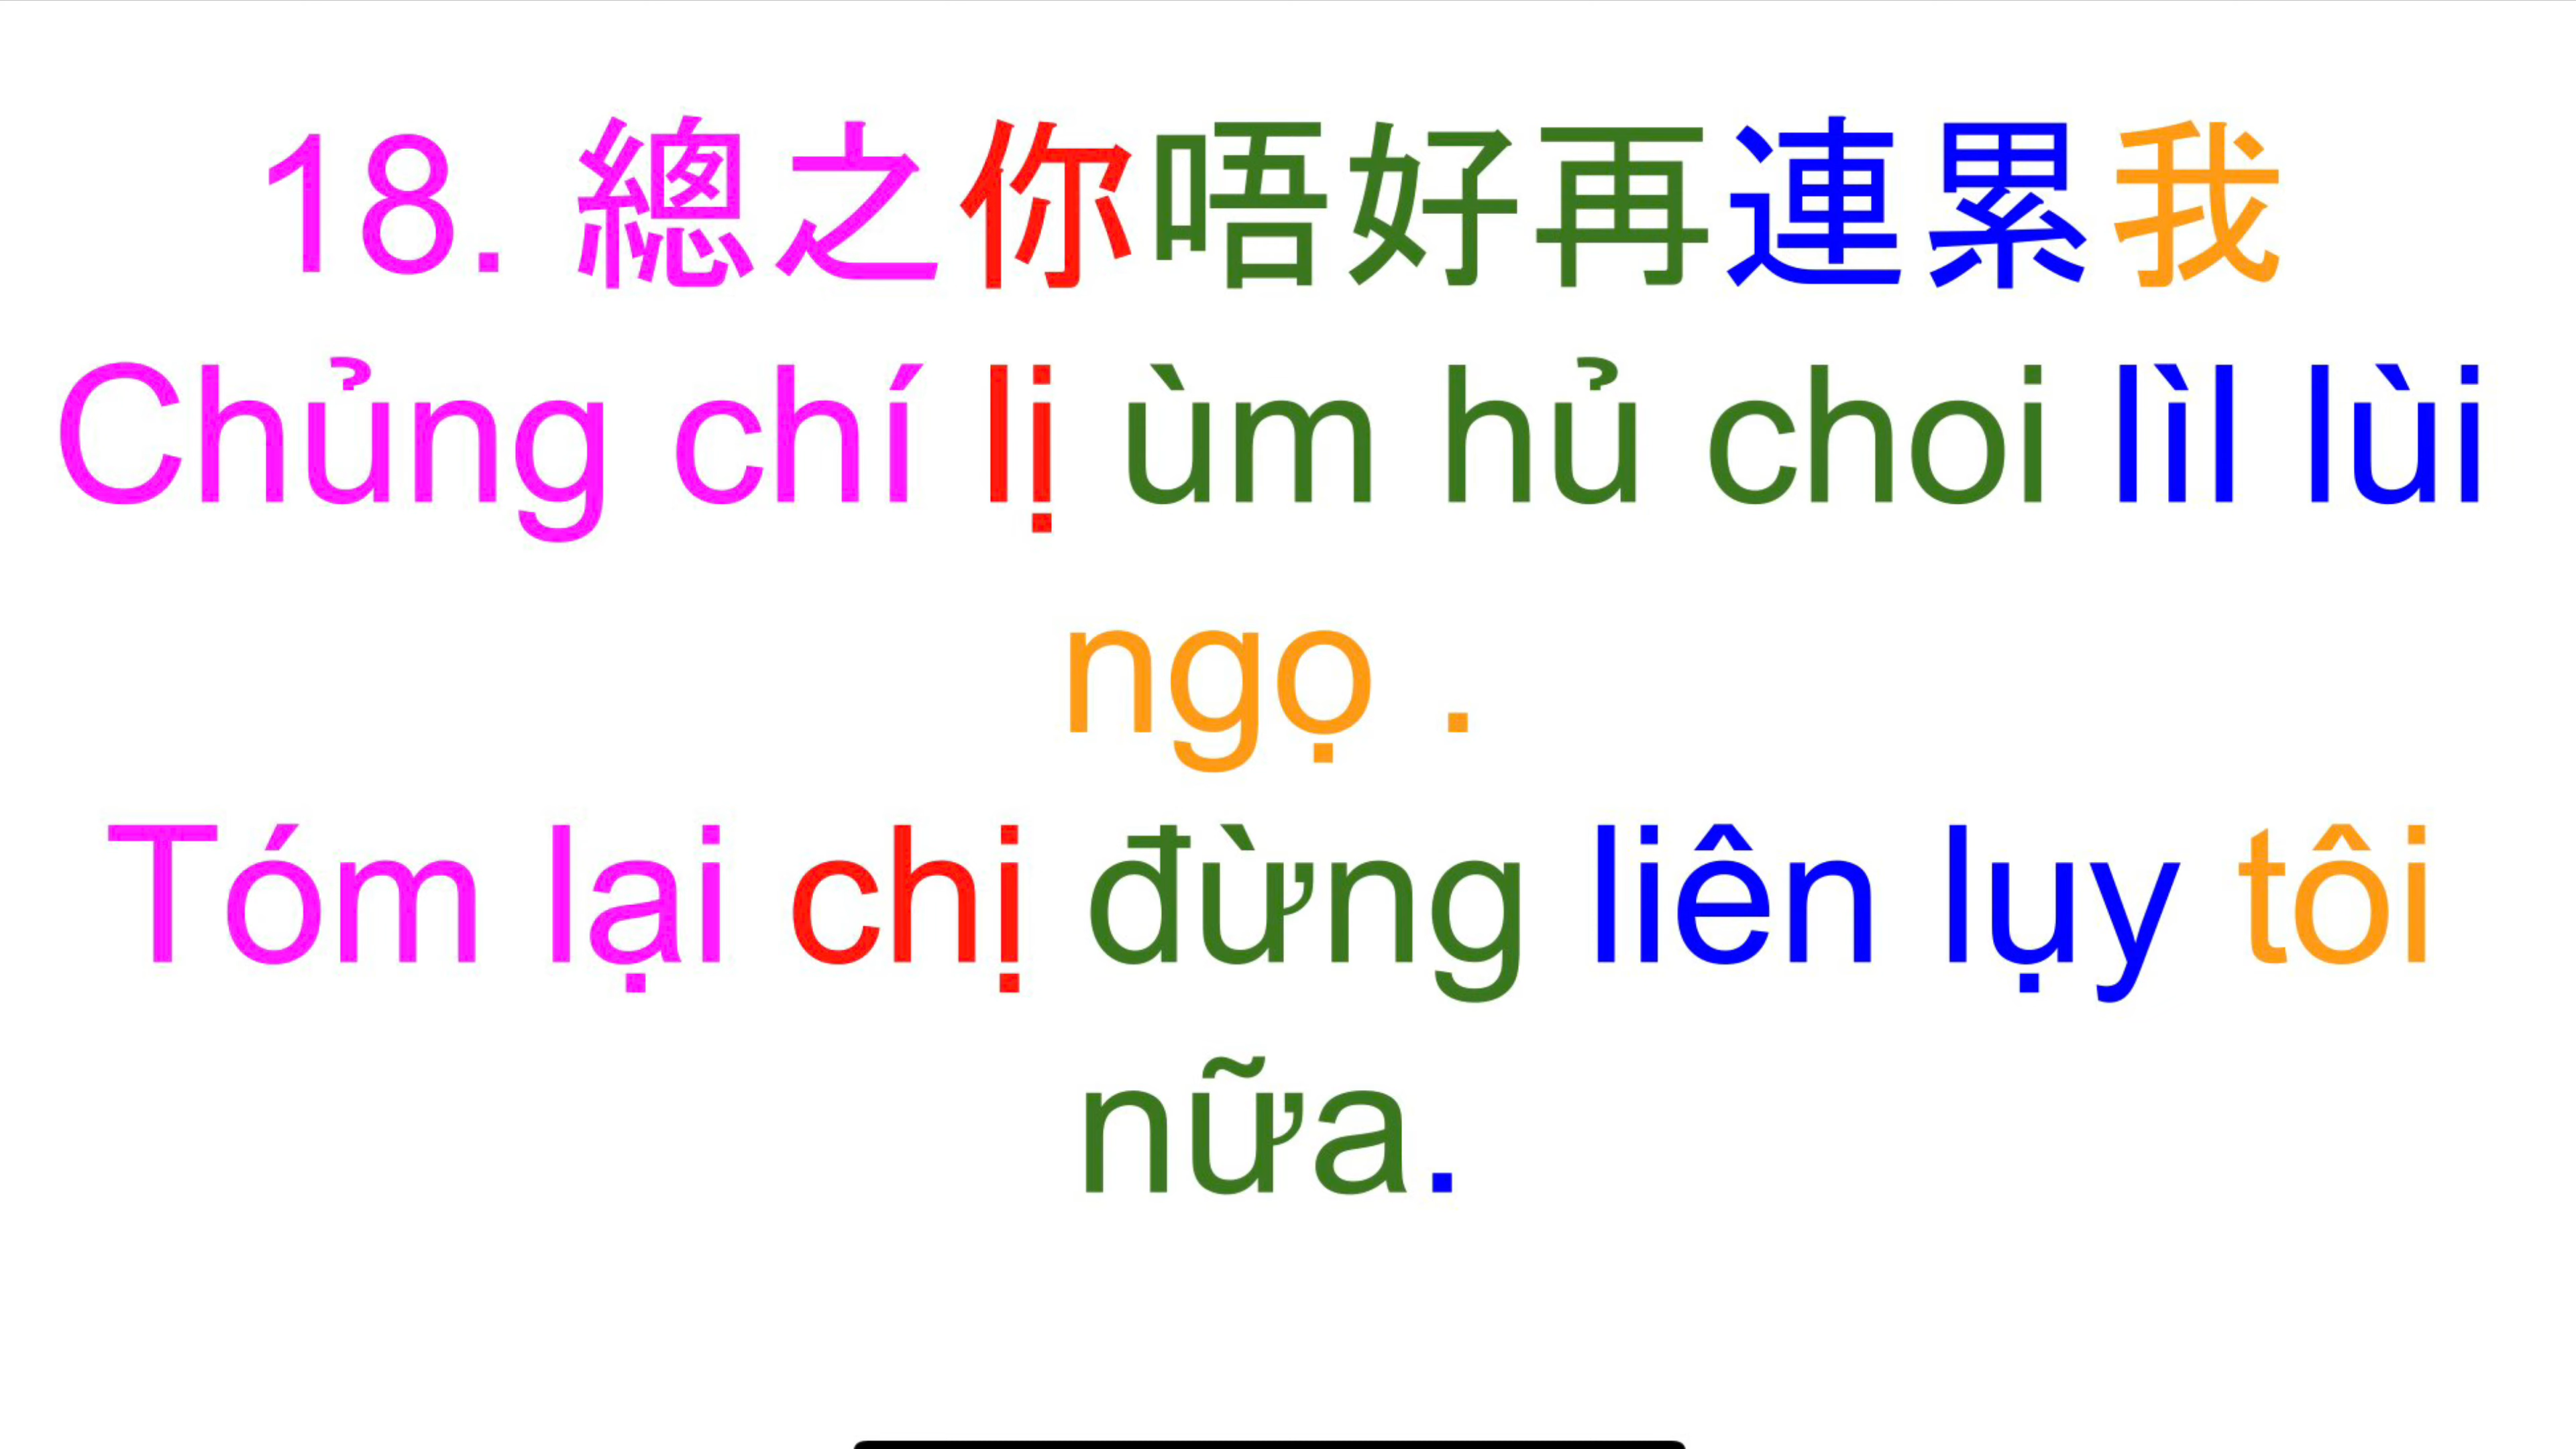 18. 總之你唔好再連累我
Chủng chí lị ùm hủ choi lìl lùi
ngọ .
Tóm lại chị đừng liên lụy tôi
nữa.